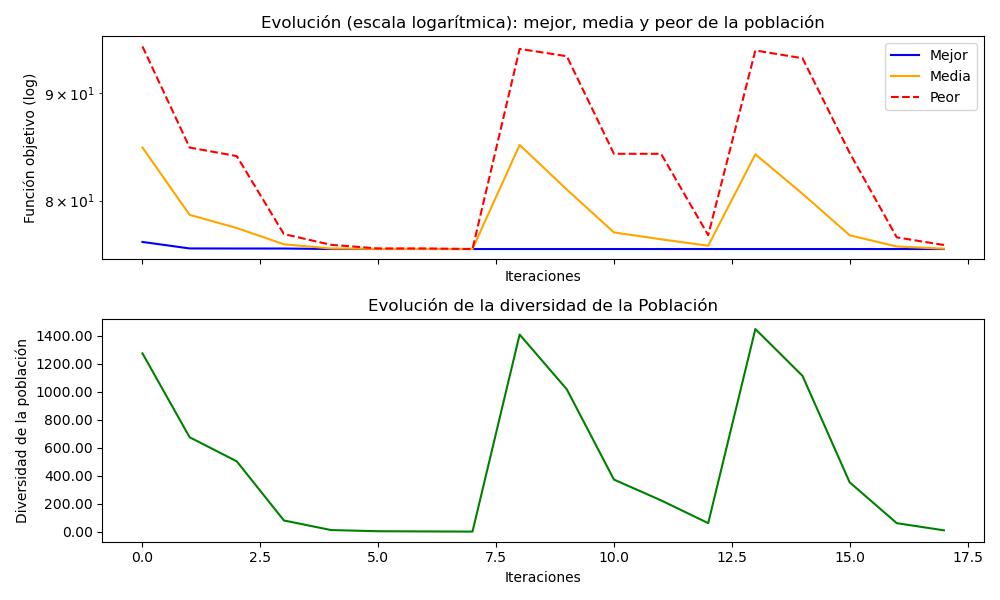 Evolución (escala logarítmica): mejor, media y peor de la población
Función objetivo (log)
9 × 10¹
8 × 10¹
Mejor
Media
Peor
Iteraciones
Evolución de la diversidad de la Población
Diversidad de la población
1400.00
1200.00
1000.00
800.00
600.00
400.00
200.00
0.00
0.0 2.5 5.0 7.5 10.0 12.5 15.0 17.5
Iteraciones